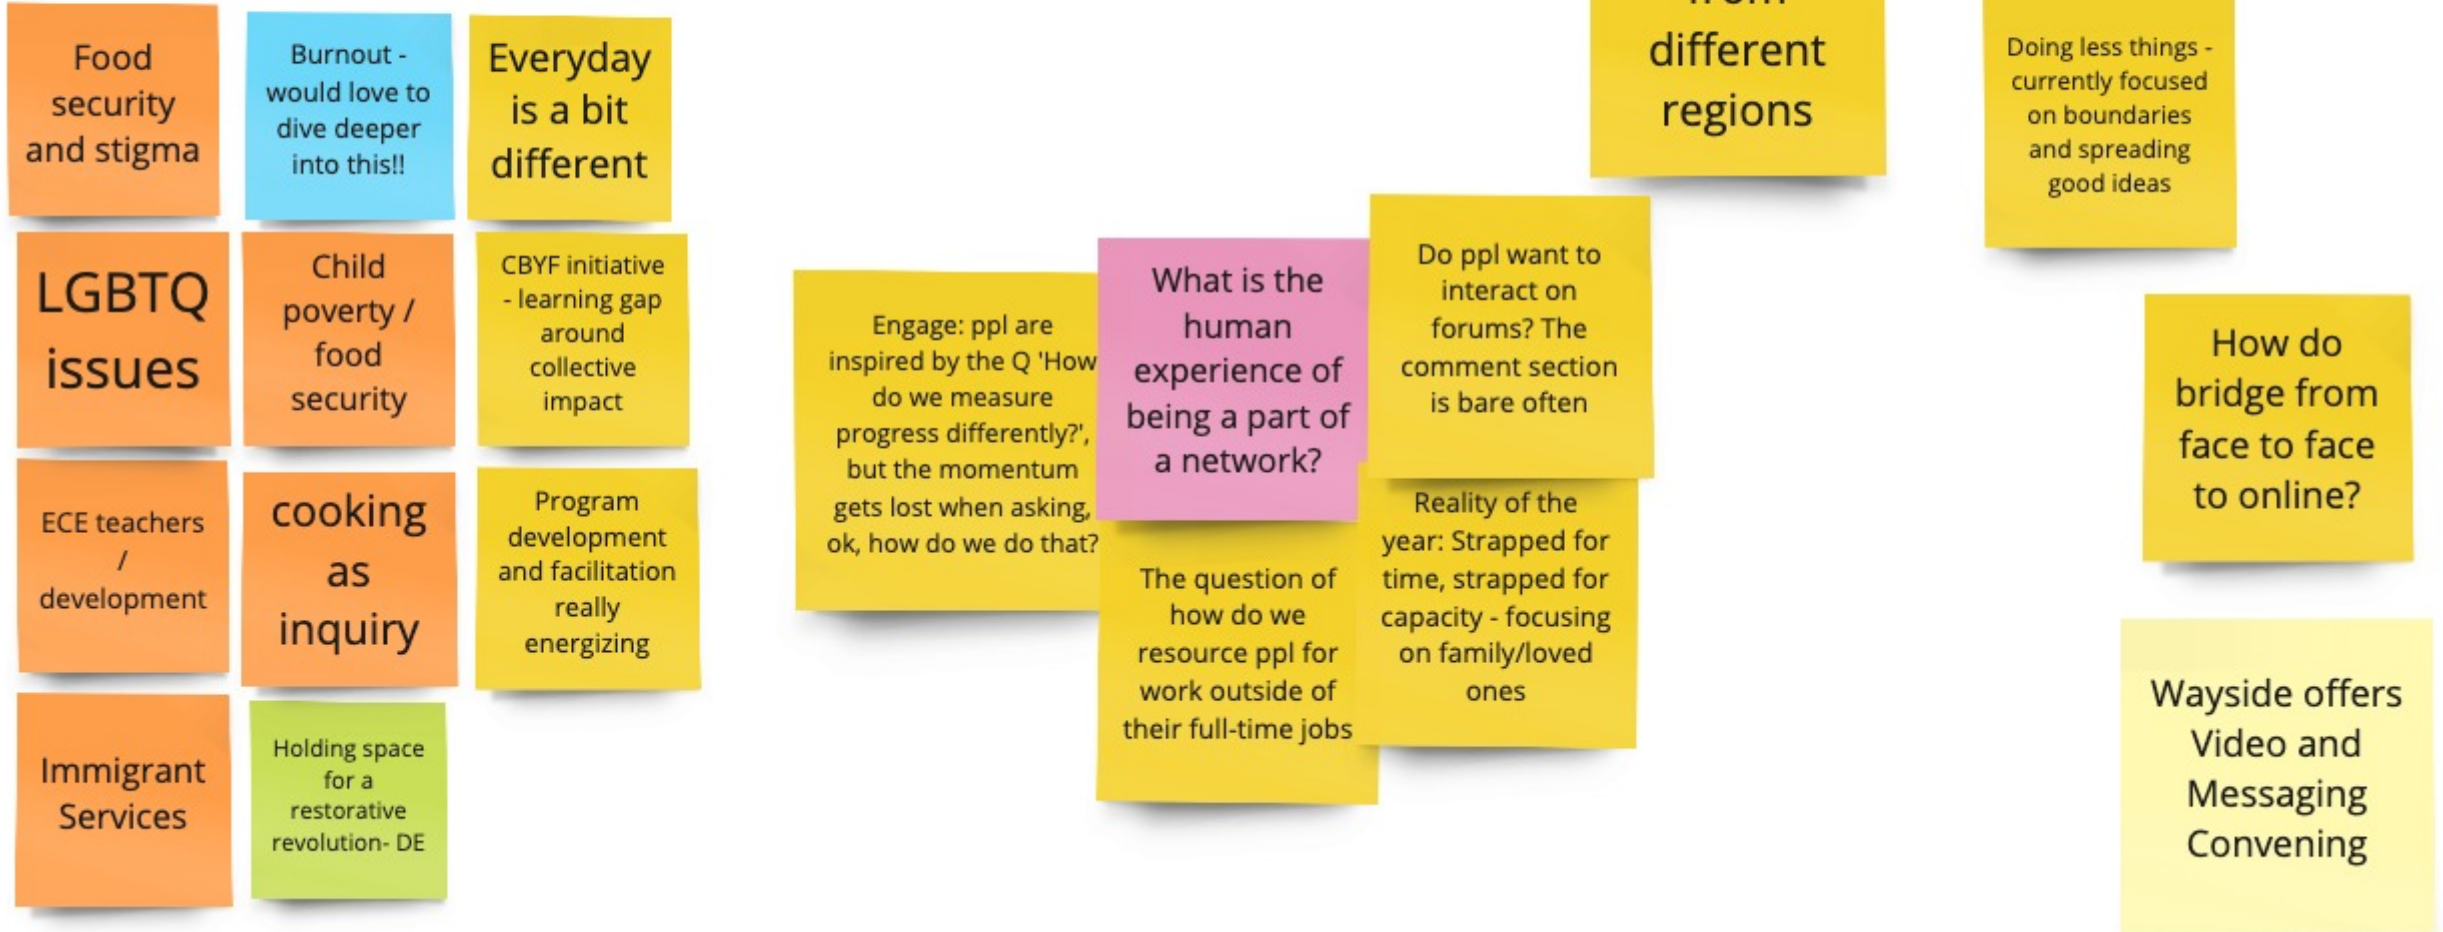 Food
security
and stigma
Burnout -
would love to
dive deeper
into this!!
Everyday
is a bit
different
LGBTQ
issues
Child
poverty /
food
security
CBYF initiative
- learning gap
around
collective
impact
ECE teachers
/
development
cooking
as
inquiry
Program
development
and facilitation
really
energizing
Immigrant
Services
Holding space
for a
restorative
revolution- DE
Engage: ppl are
inspired by the Q 'How
do we measure
progress differently?',
but the momentum
gets lost when asking,
ok, how do we do that?
What is the
human
experience of
being a part of
a network?
The question of
how do we
resource ppl for
work outside of
their full-time jobs
Do ppl want to
interact on
forums? The
comment section
is bare often
Reality of the
year: Strapped for
time, strapped for
capacity - focusing
on family/loved
ones
from
different
regions
Doing less things -
currently focused
on boundaries
and spreading
good ideas
How do
bridge from
face to face
to online?
Wayside offers
Video and
Messaging
Convening